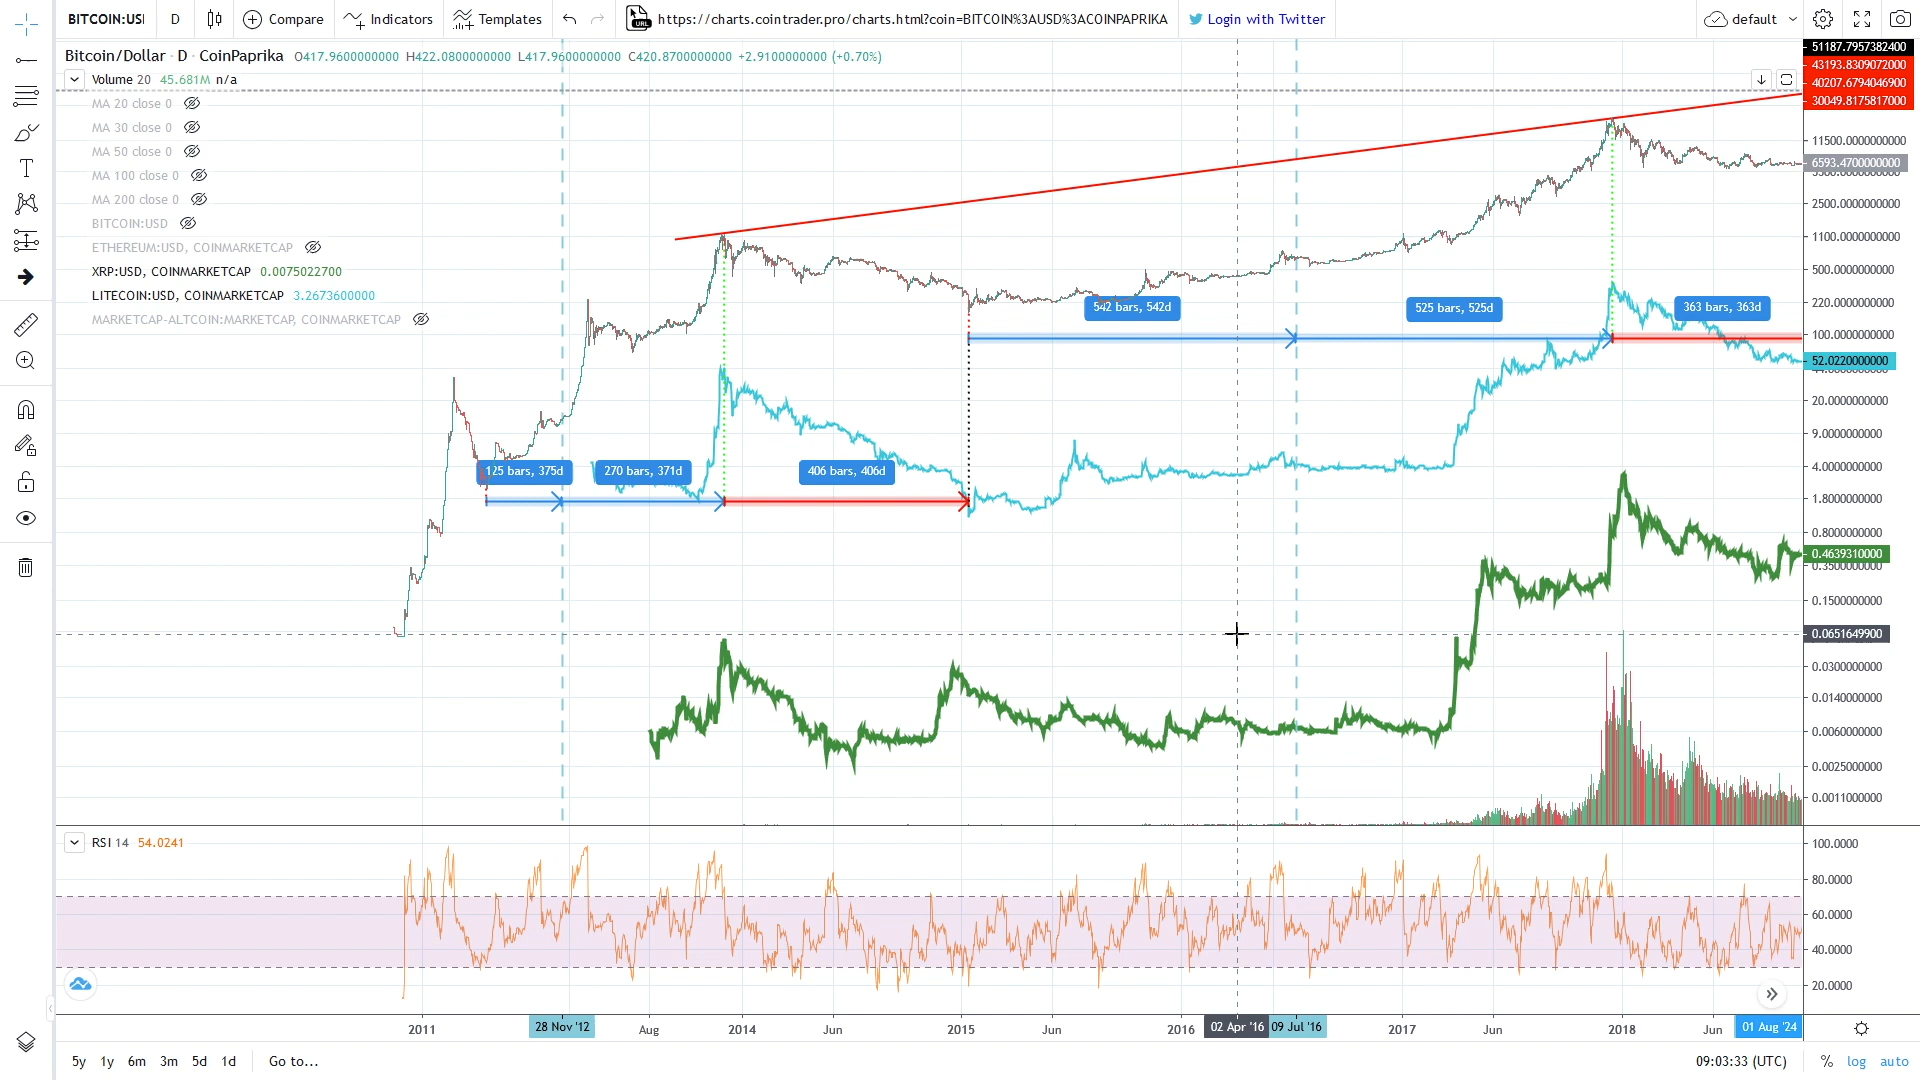 BITCOIN:USI
D
Compare
Indicators
Templates
URL
https://charts.cointrader.pro/charts.html?coin=BITCOIN%3AUSD%3ACOINPAPRIKA
Login with Twitter
default
Bitcoin/Dollar · D · CoinPaprika O417.9600000000 H422.0800000000 L417.9600000000 C420.8700000000 +2.9100000000 (+0.70%)
Volume 20 45.681M n/a
MA 20 close 0
MA 30 close 0
MA 50 close 0
MA 100 close 0
MA 200 close 0
BITCOIN:USD
ETHEREUM:USD, COINMARKETCAP
XRP:USD, COINMARKETCAP 0.0075022700
LITECOIN:USD, COINMARKETCAP 3.2673600000
MARKETCAP-ALTCOIN:MARKETCAP, COINMARKETCAP
51187.7957382400
43193.8309072000
40207.6794046900
30049.8175817000
11500.0000000000
6593.4700000000
2500.0000000000
1100.0000000000
500.0000000000
220.0000000000
100.0000000000
52.0220000000
20.0000000000
9.0000000000
4.0000000000
1.8000000000
0.8000000000
0.4639310000
0.3500000000
0.1500000000
0.0651649900
0.0300000000
0.0140000000
0.0060000000
0.0025000000
0.0011000000
542 bars, 542d
525 bars, 525d
363 bars, 363d
125 bars, 375d
270 bars, 371d
406 bars, 406d
RSI 14 54.0241
100.0000
80.0000
60.0000
40.0000
20.0000
2011
28 Nov '12
Aug
2014
Jun
2015
Jun
2016
02 Apr '16
09 Jul '16
2017
Jun
2018
Jun
01 Aug '24
5y 1y 6m 3m 5d 1d Go to...
09:03:33 (UTC) % log auto